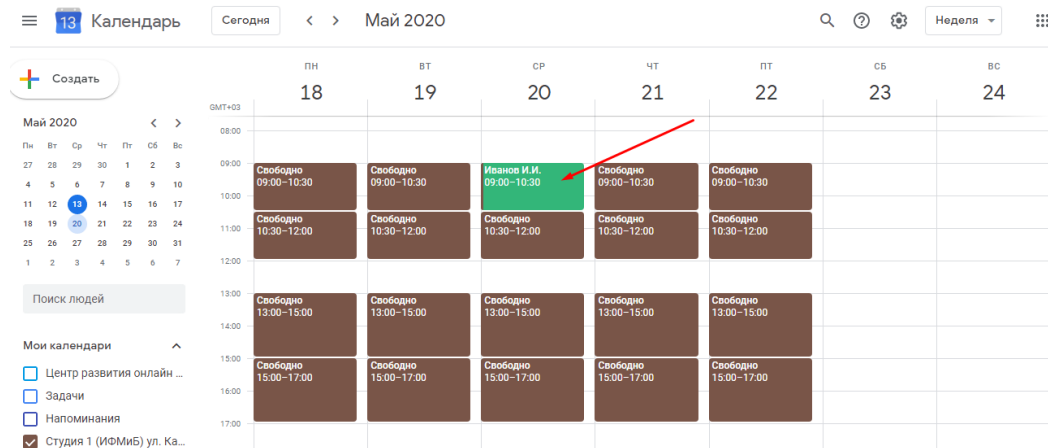 13 Календарь Сегодня Май 2020 Неделя
Создать
GMT+03
ПН ВТ СР ЧТ ПТ СБ ВС
18 19 20 21 22 23 24
Май 2020
Пн Вт Ср Чт Пт Сб Вс
27 28 29 30 1 2 3
4 5 6 7 8 9 10
11 12 13 14 15 16 17
18 19 20 21 22 23 24
25 26 27 28 29 30 31
1 2 3 4 5 6 7
Поиск людей
Мои календари
Центр развития онлайн ...
Задачи
Напоминания
Студия 1 (ИФМиБ) ул. Ка...
08:00
09:00
Свободно Свободно Иванов И.И. Свободно Свободно
09:00–10:30 09:00–10:30 09:00–10:30 09:00–10:30 09:00–10:30
10:00
Свободно Свободно Свободно Свободно Свободно
11:00
10:30–12:00 10:30–12:00 10:30–12:00 10:30–12:00 10:30–12:00
12:00
13:00
Свободно Свободно Свободно Свободно Свободно
13:00–15:00 13:00–15:00 13:00–15:00 13:00–15:00 13:00–15:00
14:00
15:00
Свободно Свободно Свободно Свободно Свободно
15:00–17:00 15:00–17:00 15:00–17:00 15:00–17:00 15:00–17:00
16:00
17:00